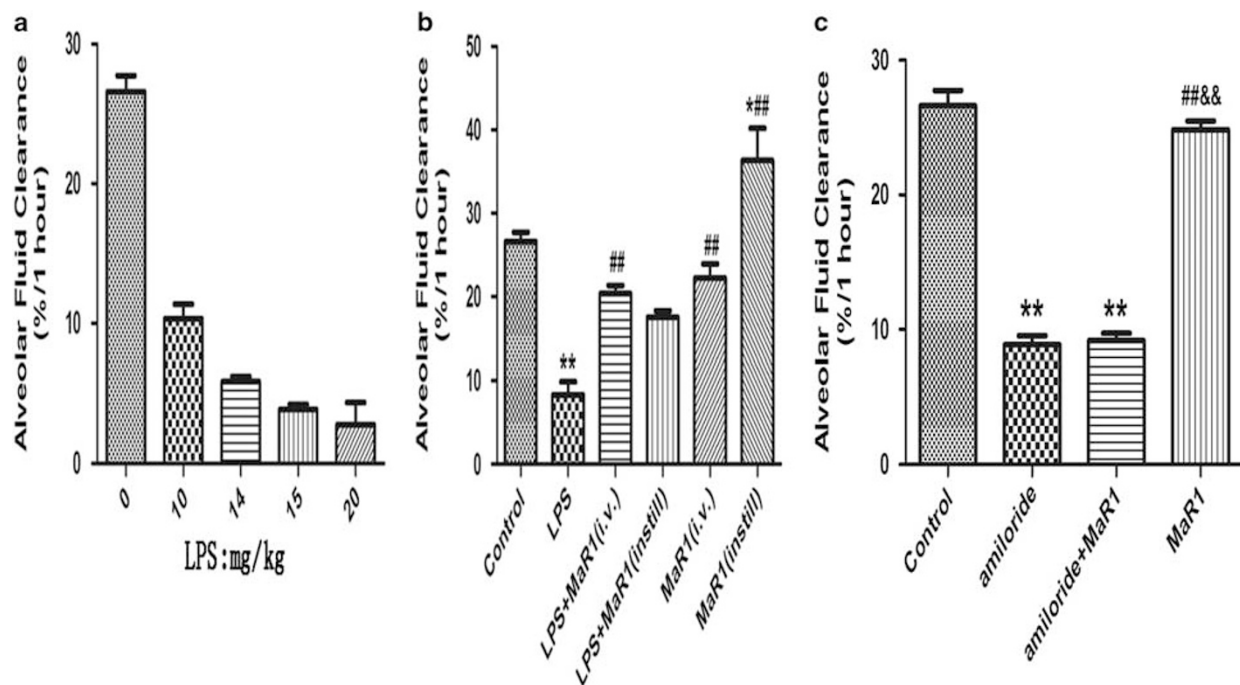 a
Alveolar Fluid Clearance
(%/1 hour)
30
20
10
0
0
10
14
15
20
LPS:mg/kg
b
Alveolar Fluid Clearance
(%/1 hour)
50
40
30
20
10
0
**
##
##
*##
Control
LPS
LPS+MaR1(i.v.)
LPS+MaR1(instill)
MaR1(i.v.)
MaR1(instill)
c
Alveolar Fluid Clearance
(%/1 hour)
30
20
10
0
**
**
##&&
Control
amiloride
amiloride+MaR1
MaR1